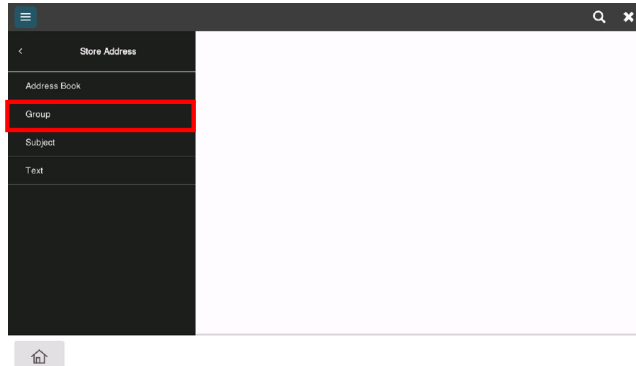 Store Address
Address Book
Group
Subject
Text